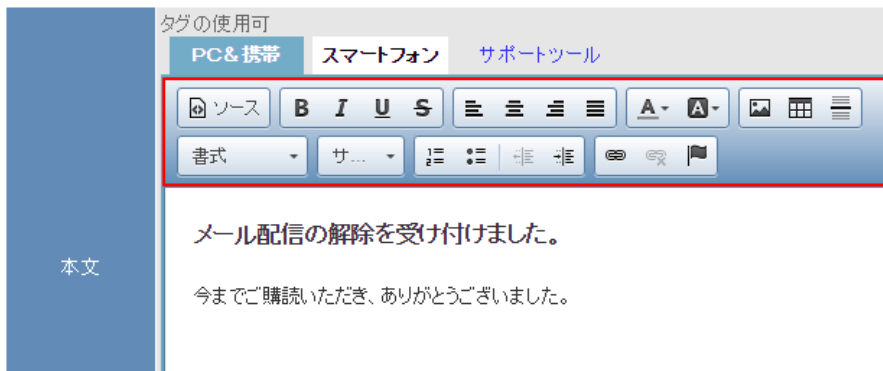 タグの使用可
PC&携帯 スマートフォン サポートツール
ソース B I U S A A
書式 サ...
本文
メール配信の解除を受け付けました。
今までご購読いただき、ありがとうございました。